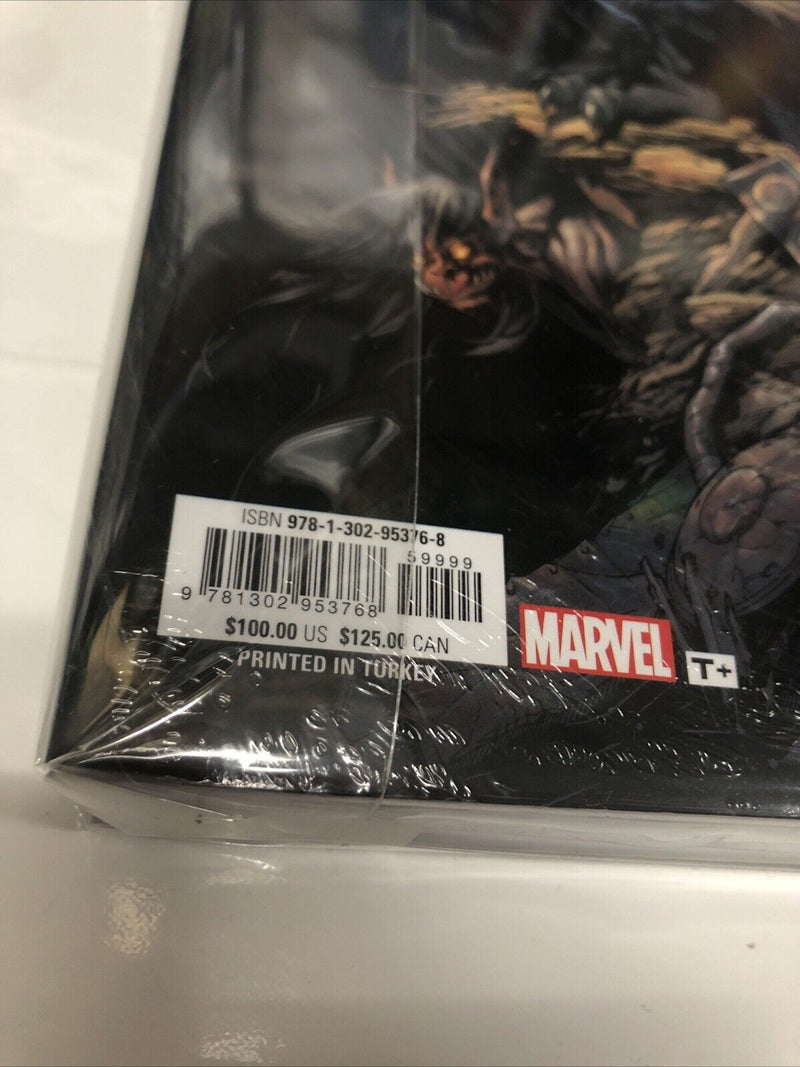 ISBN 978-1-302-95376-8
59999
9 781302 953768
$100.00 US $125.00 CAN
PRINTED IN TURKEY
MARVEL
T+